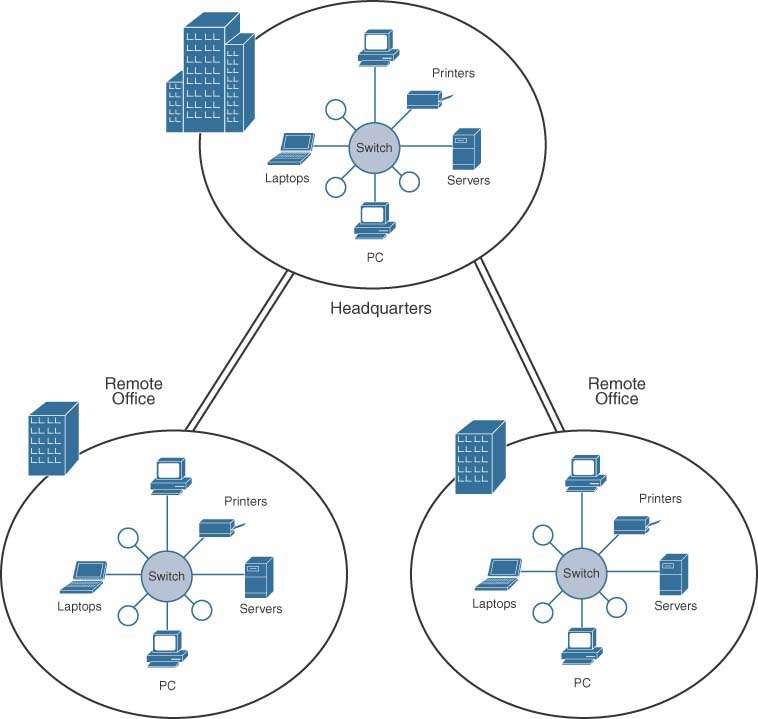 Printers
Switch
Laptops
Servers
PC
Headquarters
Remote
Office
Remote
Office
Printers
Switch
Laptops
Servers
PC
Printers
Switch
Laptops
Servers
PC